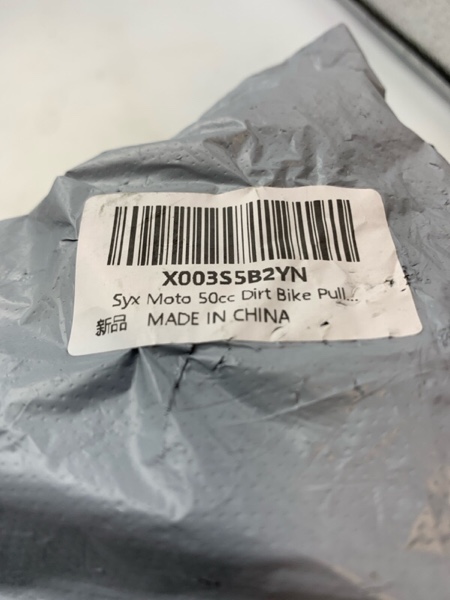 X003S5B2YN
Syx Moto 50cc Dirt Bike Pull...
新品 MADE IN CHINA